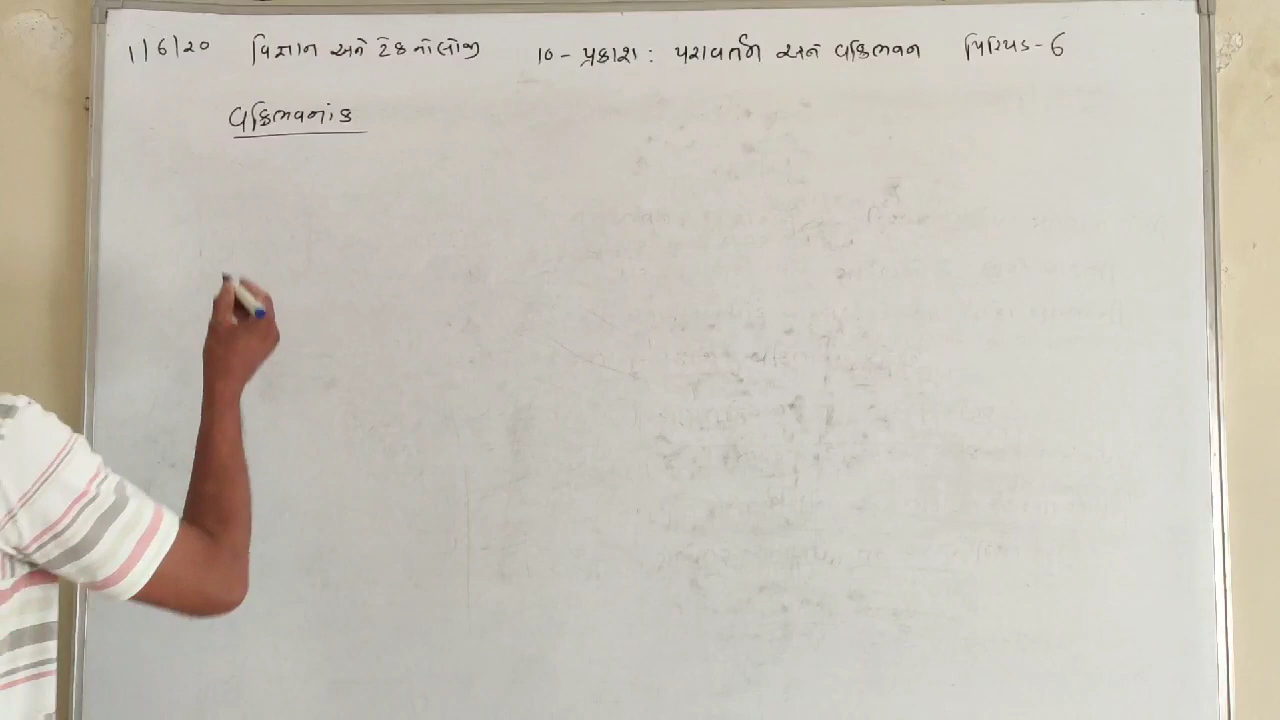 1/6/20 વિજ્ઞાન અને ટેકનોલોજી 10 - પ્રકાશ : પરાવર્તન અને વક્રિભવન પિરિયડ - 6
વક્રિભવનાંક